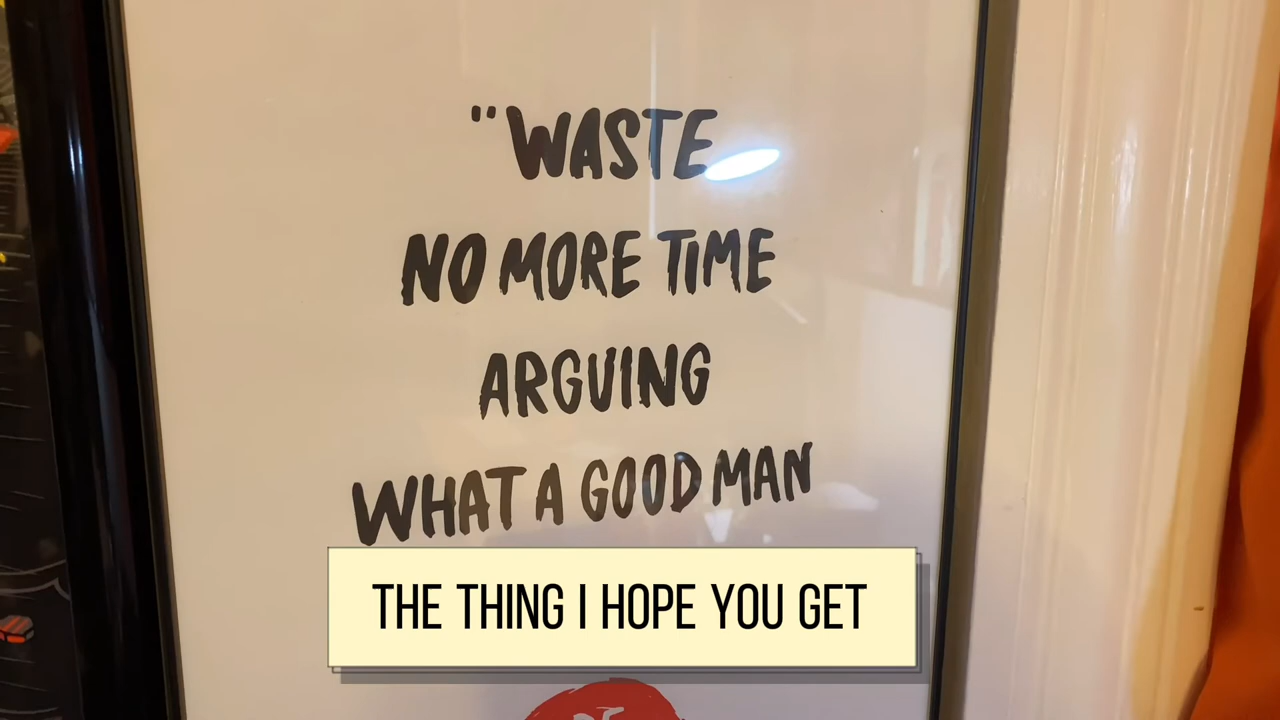 "WASTE
NO MORE TIME
ARGUING
WHAT A GOOD MAN
THE THING I HOPE YOU GET